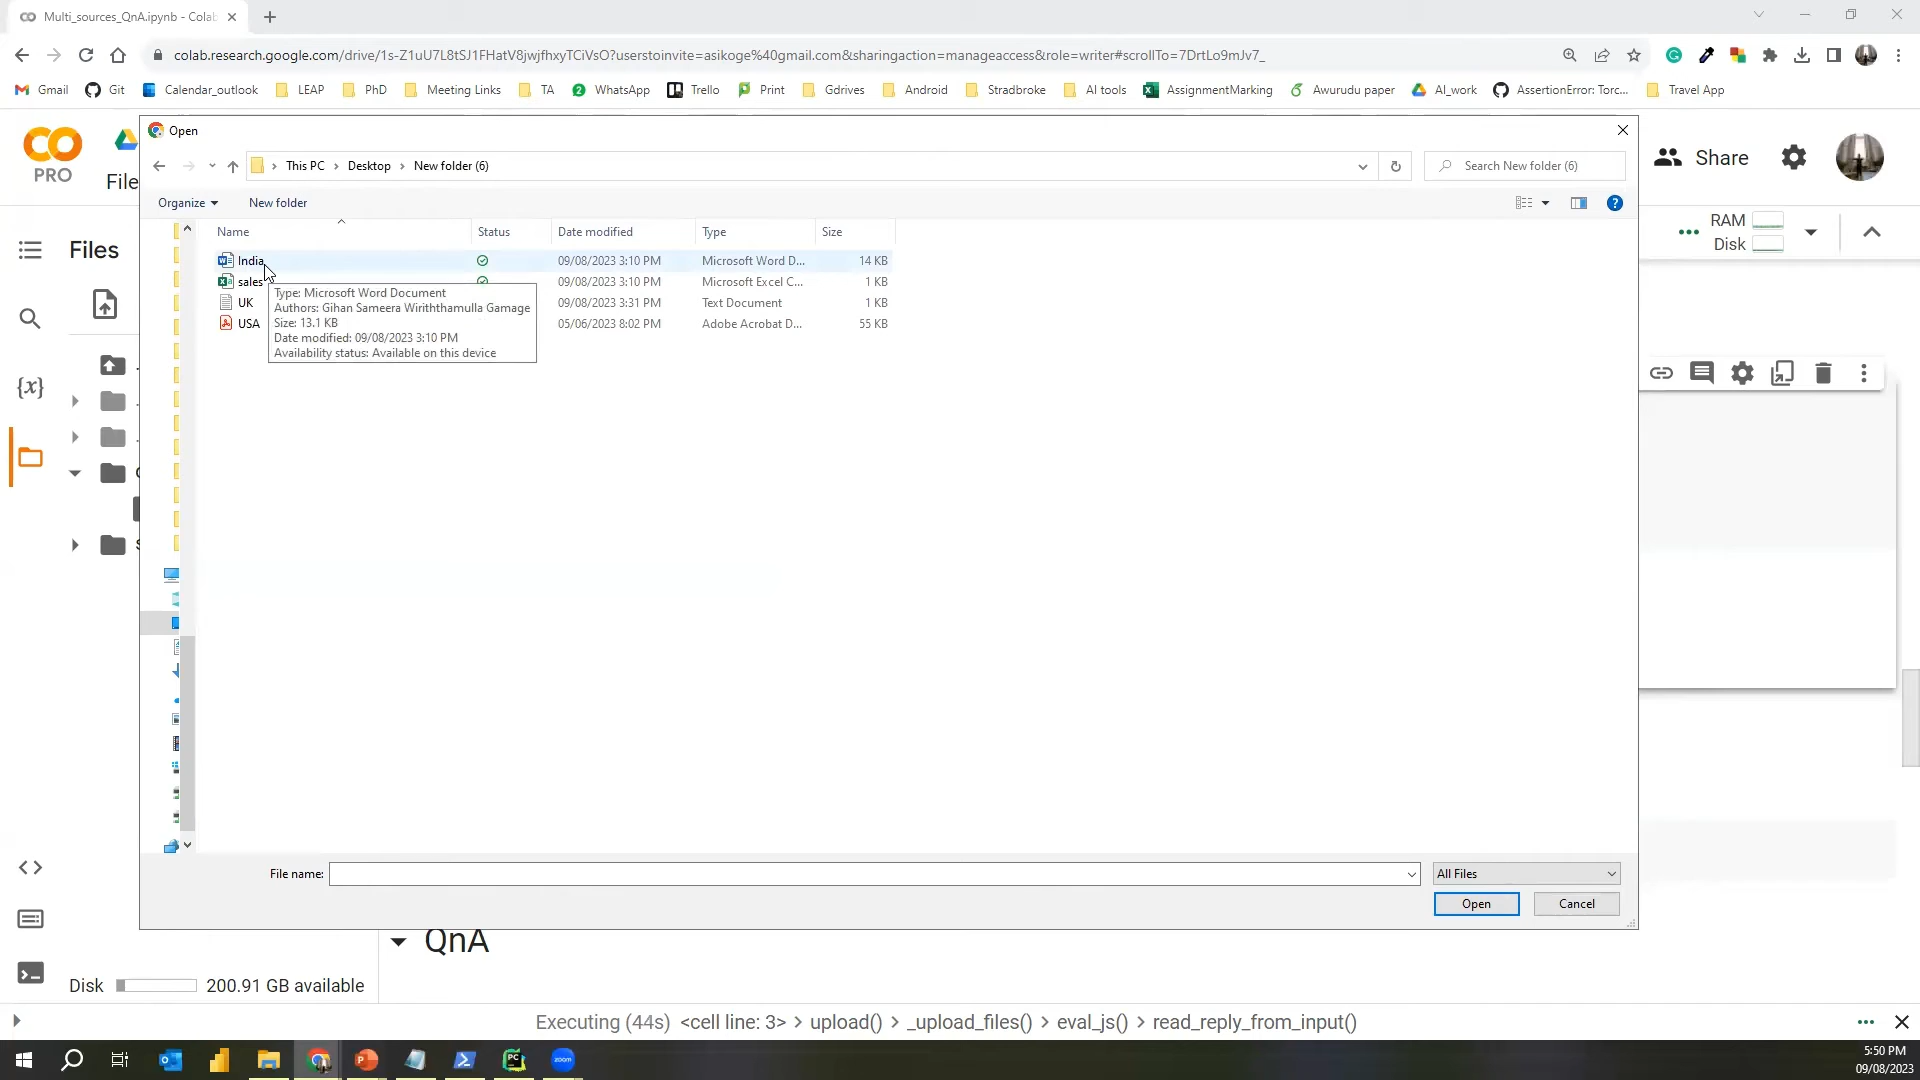 Multi_sources_QnA.ipynb - Colab
colab.research.google.com/drive/1s-Z1uU7L8tSJ1FHatV8jwjfhxyTCiVsO?userstoinvite=asikoge%40gmail.com&sharingaction=manageaccess&role=writer#scrollTo=7DrtLo9mJv7_
Gmail Git Calendar_outlook LEAP PhD Meeting Links TA WhatsApp Trello Print Gdrives Android Stradbroke AI tools AssignmentMarking Awurudu paper AI_work AssertionError: Torc... Travel App
PRO
File
Share
Open
This PC > Desktop > New folder (6)
Search New folder (6)
Organize
New folder
RAM
Disk
Files
Name Status Date modified Type Size
India 09/08/2023 3:10 PM Microsoft Word D... 14 KB
sales 09/08/2023 3:10 PM Microsoft Excel C... 1 KB
UK 09/08/2023 3:31 PM Text Document 1 KB
USA 05/06/2023 8:02 PM Adobe Acrobat D... 55 KB
Type: Microsoft Word Document
Authors: Gihan Sameera Wiriththamulla Gamage
Size: 13.1 KB
Date modified: 09/08/2023 3:10 PM
Availability status: Available on this device
{x}
File name:
All Files
Open
Cancel
QnA
Disk
200.91 GB available
Executing (44s) <cell line: 3> > upload() > _upload_files() > eval_js() > read_reply_from_input()
zoom
5:50 PM
09/08/2023